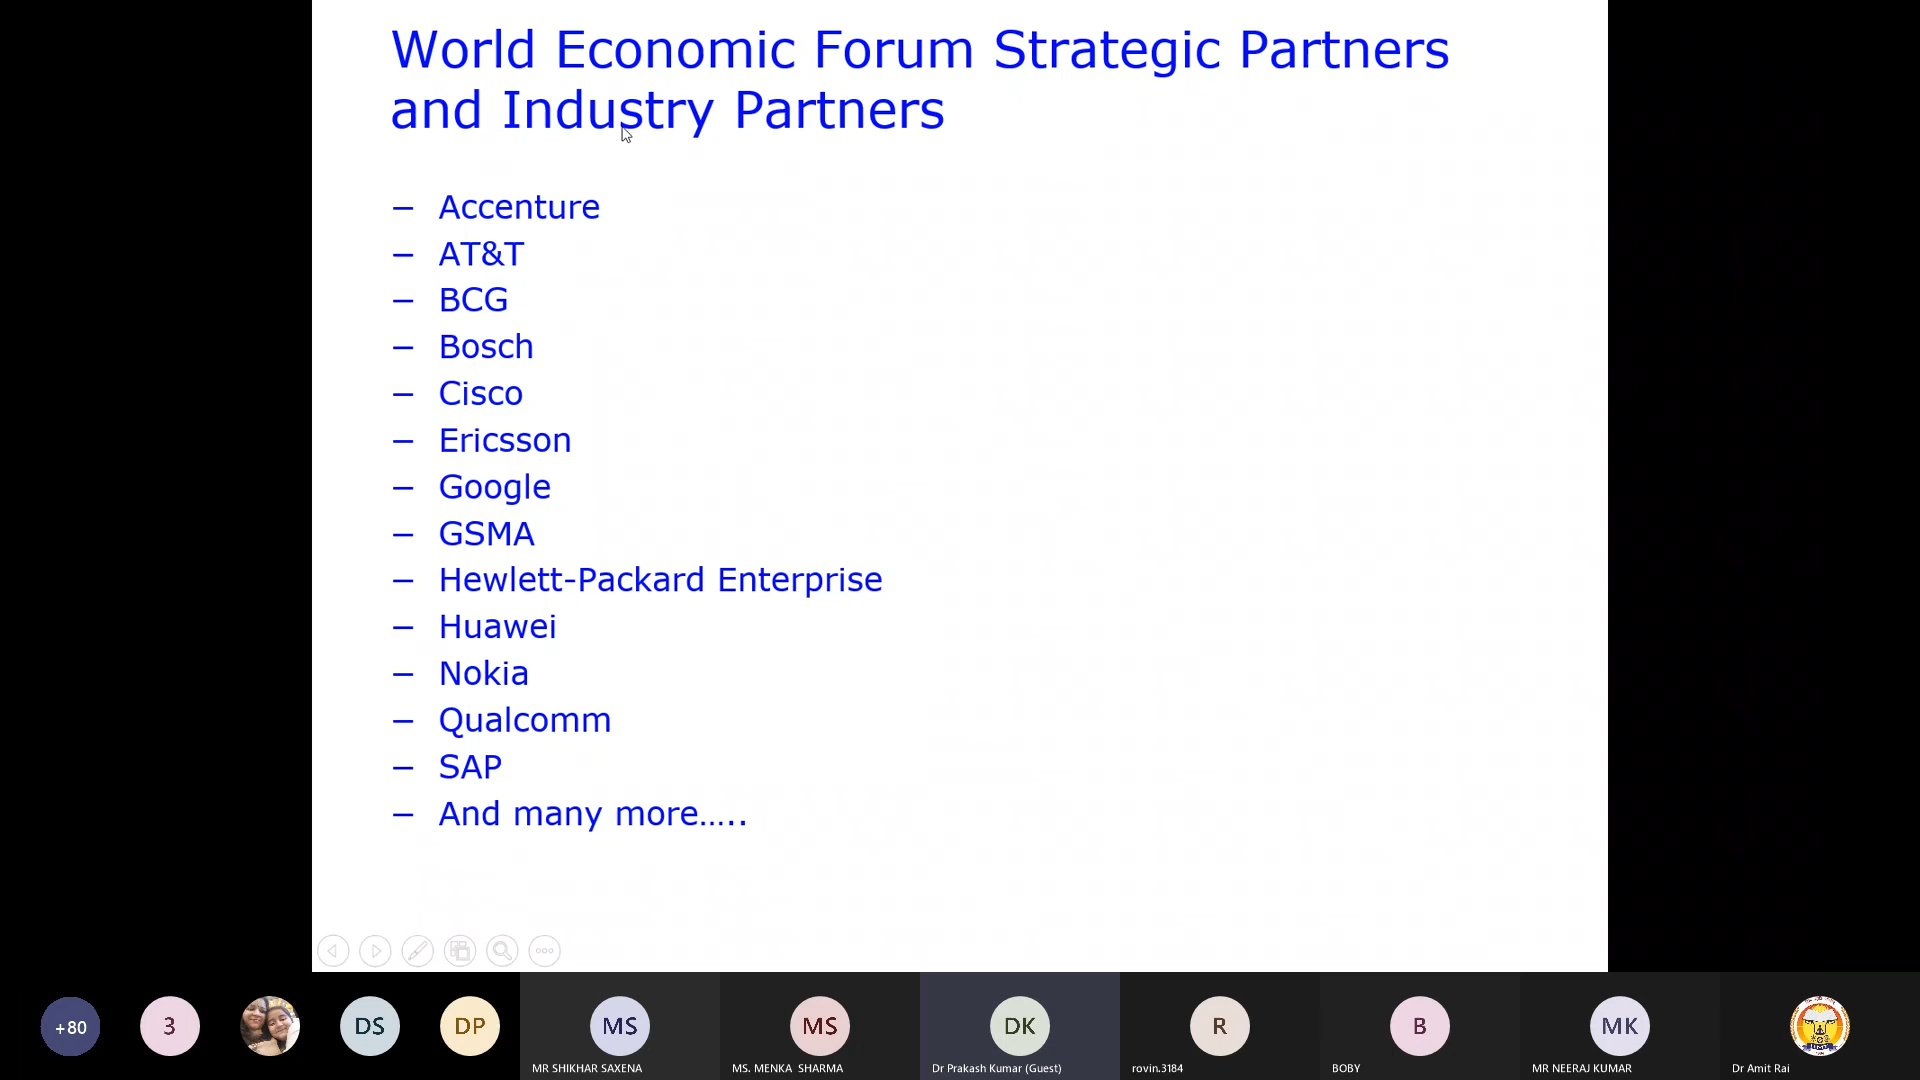 World Economic Forum Strategic Partners
and Industry Partners
– Accenture
– AT&T
– BCG
– Bosch
– Cisco
– Ericsson
– Google
– GSMA
– Hewlett-Packard Enterprise
– Huawei
– Nokia
– Qualcomm
– SAP
– And many more.....
+80
3
DS
DP
MS
MS
DK
R
B
MK
MR SHIKHAR SAXENA
MS. MENKA SHARMA
Dr Prakash Kumar (Guest)
rovin.3184
BOBY
MR NEERAJ KUMAR
Dr Amit Rai